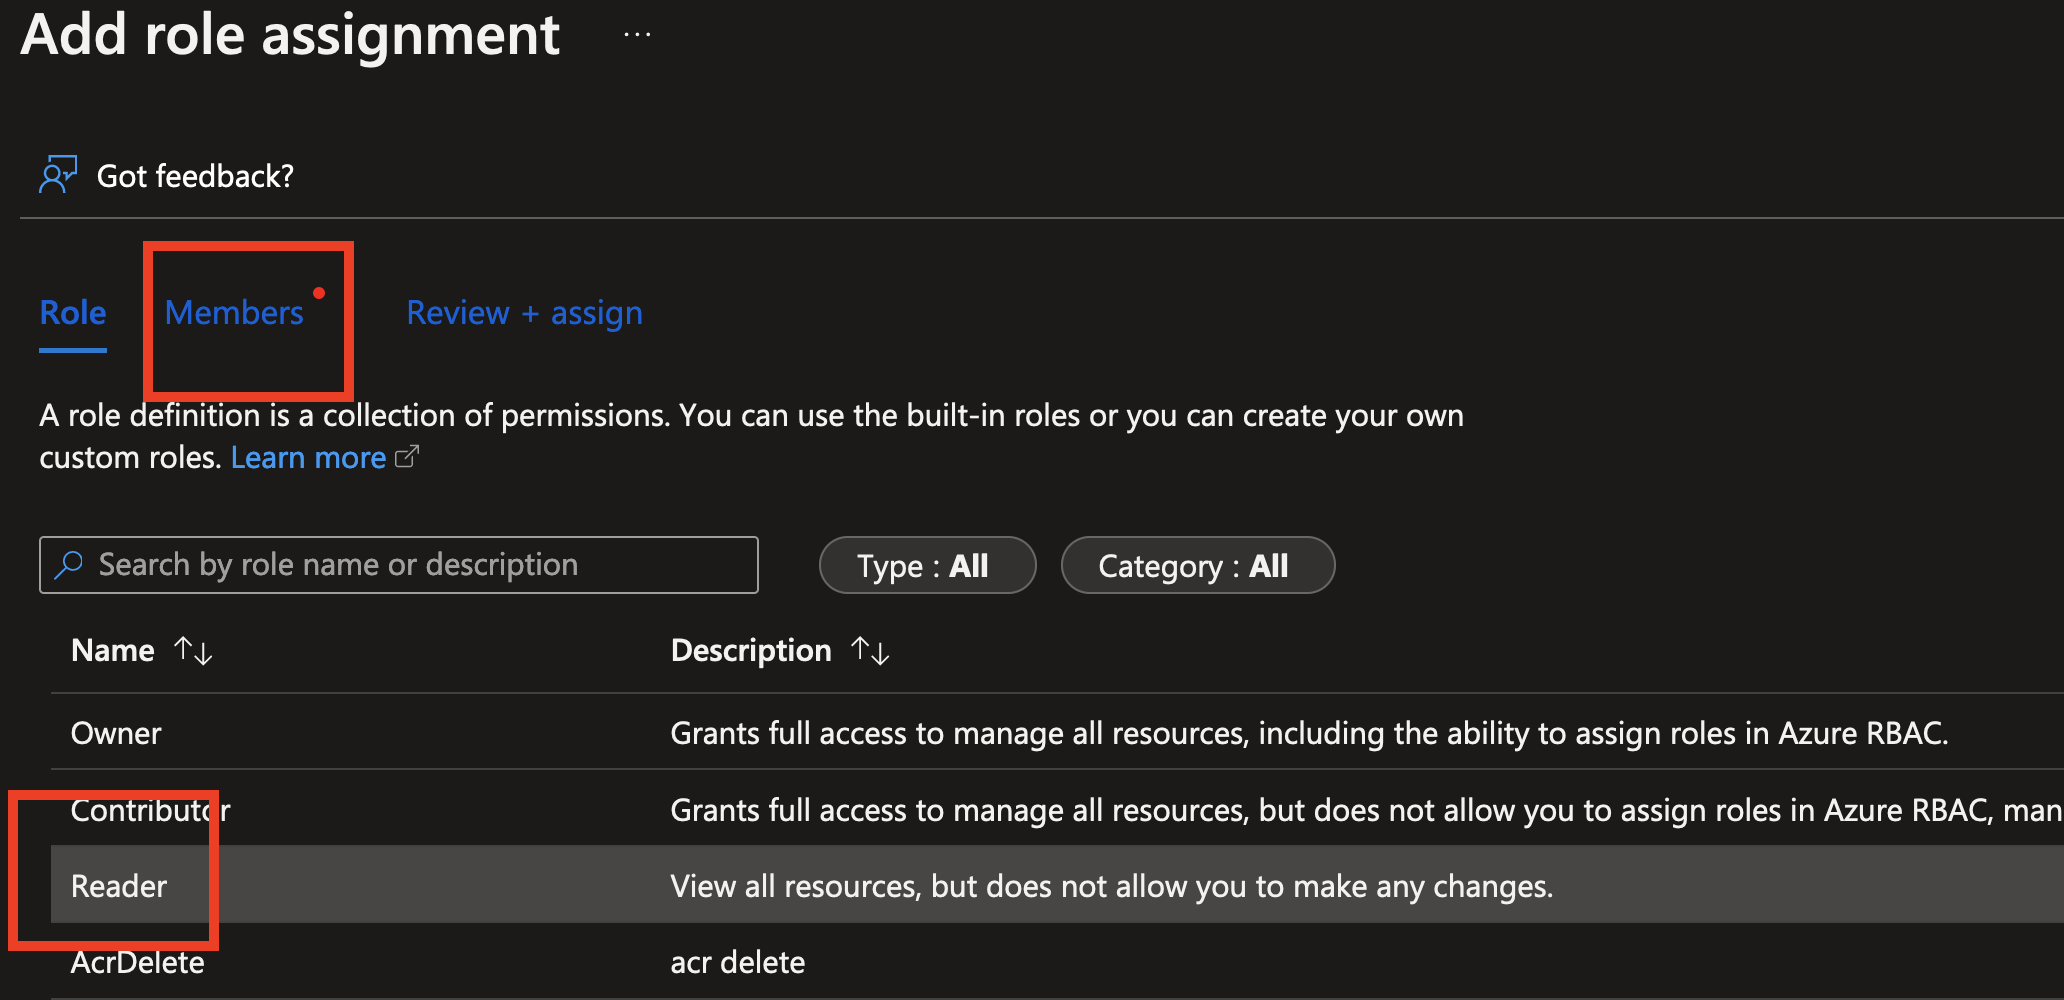 Add role assignment ...
Got feedback?
Role Members Review + assign
A role definition is a collection of permissions. You can use the built-in roles or you can create your own
custom roles. Learn more
Search by role name or description Type : All Category : All
Name Description
Owner Grants full access to manage all resources, including the ability to assign roles in Azure RBAC.
Contributor Grants full access to manage all resources, but does not allow you to assign roles in Azure RBAC, man
Reader View all resources, but does not allow you to make any changes.
AcrDelete acr delete